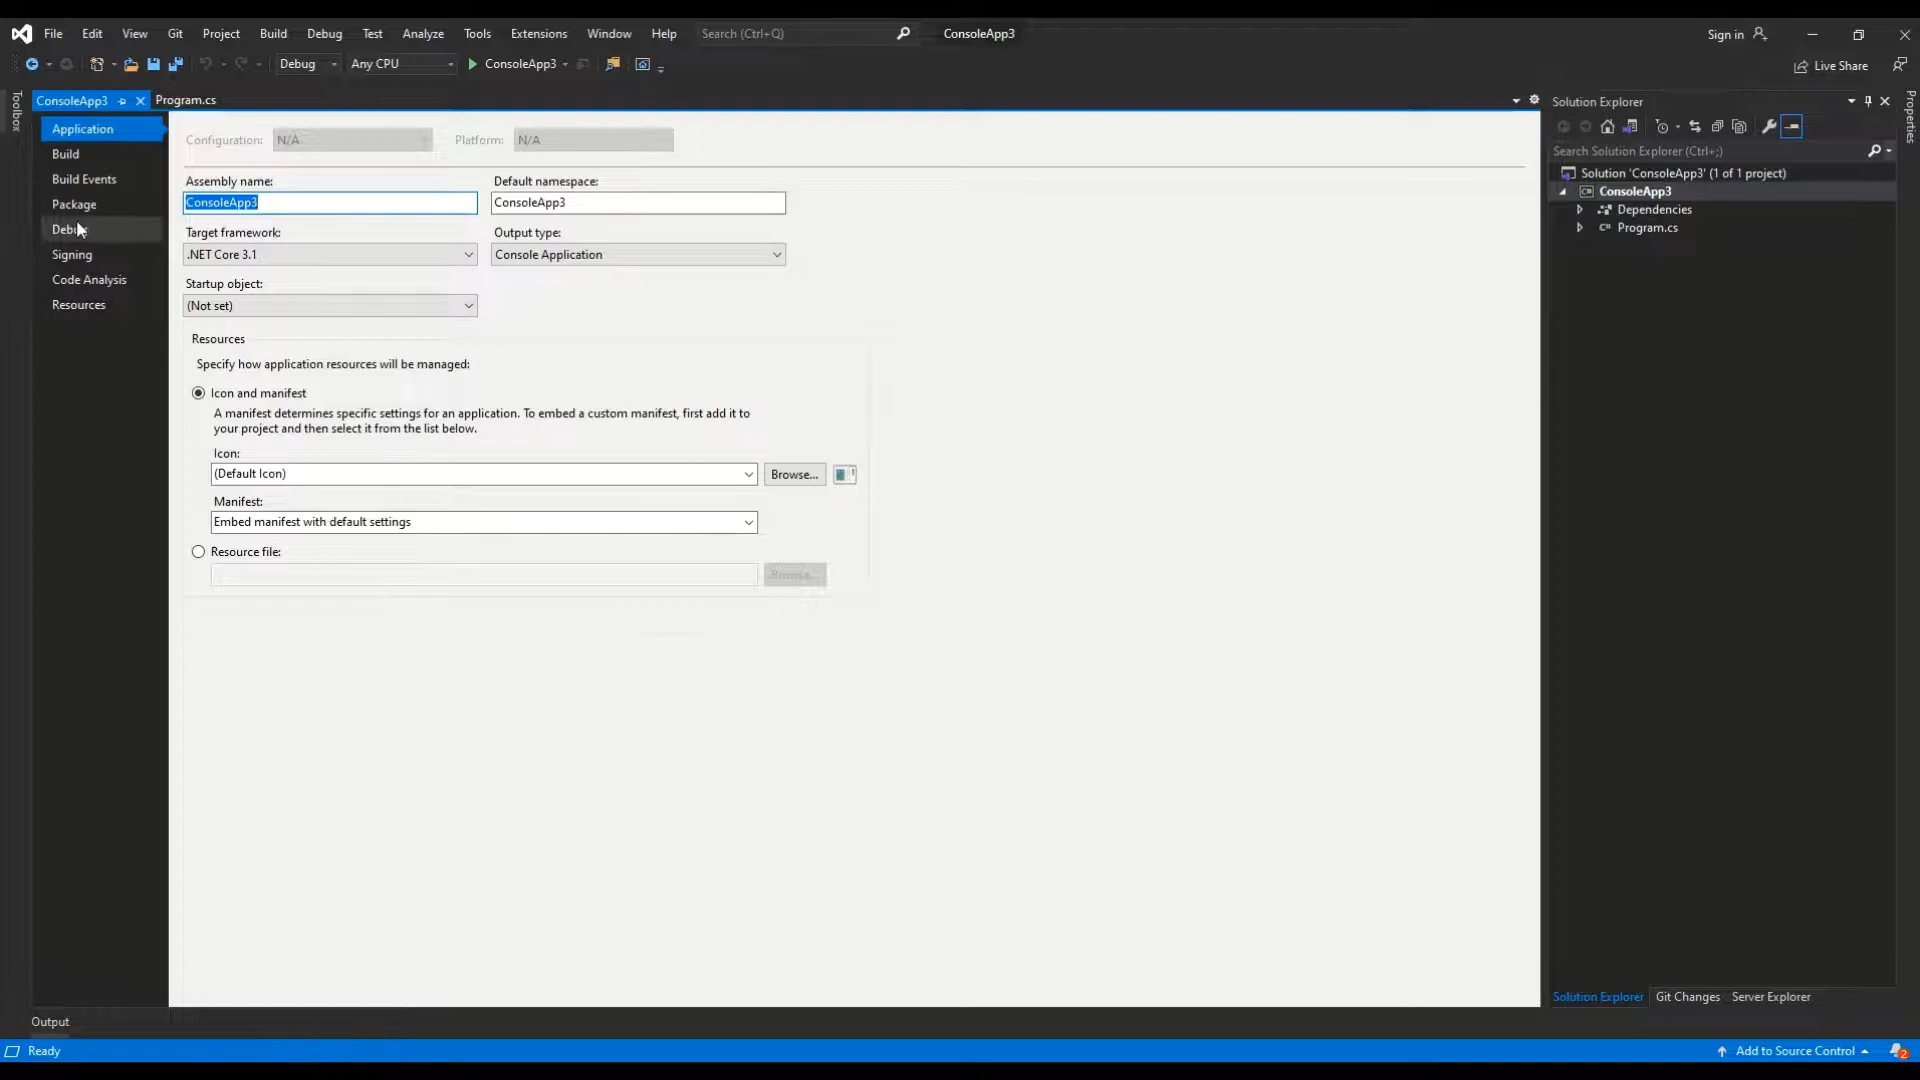 File Edit View Git Project Build Debug Test Analyze Tools Extensions Window Help Search (Ctrl+Q) ConsoleApp3 Sign in
Debug Any CPU ConsoleApp3 Live Share
Toolbox
ConsoleApp3 Program.cs
Application
Build
Build Events
Package
Signing
Code Analysis
Resources
Configuration: N/A Platform: N/A
Assembly name: Default namespace:
ConsoleApp3 ConsoleApp3
Target framework: Output type:
.NET Core 3.1 Console Application
Startup object:
(Not set)
Resources
Specify how application resources will be managed:
Icon and manifest
A manifest determines specific settings for an application. To embed a custom manifest, first add it to
your project and then select it from the list below.
Icon:
(Default Icon) Browse...
Manifest:
Embed manifest with default settings
Resource file:
Browse...
Solution Explorer
Search Solution Explorer (Ctrl+;)
Solution 'ConsoleApp3' (1 of 1 project)
ConsoleApp3
Dependencies
C# Program.cs
Solution Explorer Git Changes Server Explorer
Properties
Output
Ready Add to Source Control 2